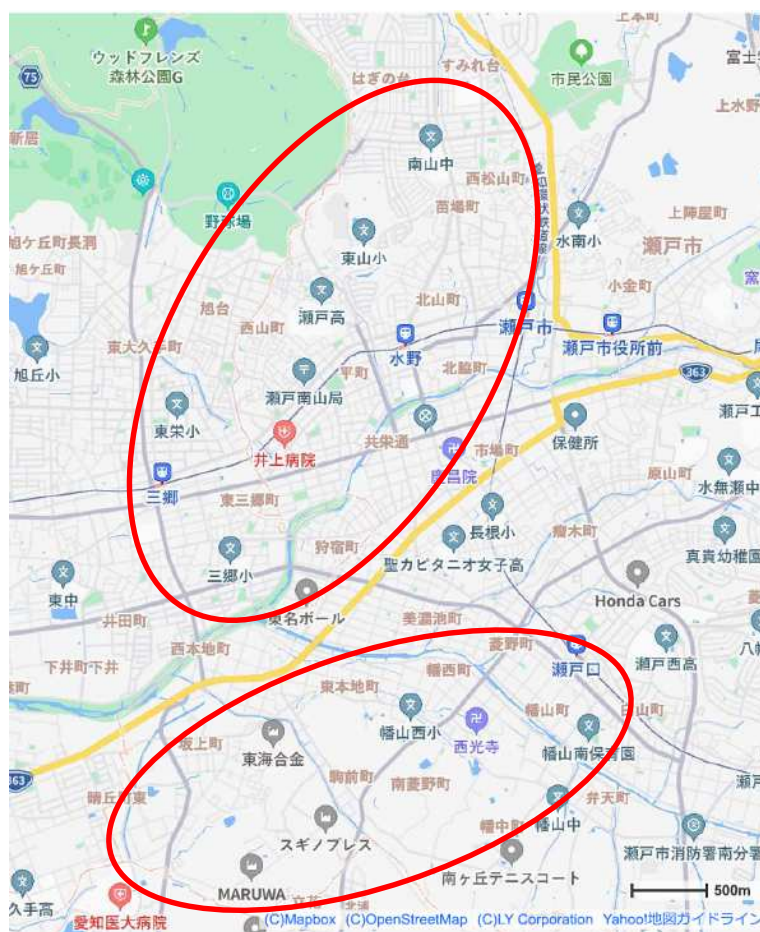 上本町
ウッドフレンズ
森林公園G
すみれ台
はぎの台
市民公園
富士
75
上水野
新居
南山中
西松山町
苗場町
野球場
上陣屋町
水南小
東山小
瀬戸市
旭ケ丘町長洞
旭ケ丘町
小金町
窯
瀬戸高
北山町
旭台
西山町
瀬戸市
水野
瀬戸市役所前
東大久手町
北脇町
平町
363
旭丘小
瀬戸南山局
瀬戸工
東栄小
共栄通
保健所
井上病院
市場町
慶昌院
三郷
東三郷町
原山町
水無瀬中
長根小
狩宿町
瘤木町
三郷小
聖カピタニオ女子高
真貴幼稚園
東中
東名ボール
Honda Cars
井田町
美濃池町
西本地町
菱野町
下井町下井
瀬戸口
瀬戸西高
八幡
幡西町
東本地町
幡山町
幡山西小
坂上町
東海合金
西光寺
幡山南保育園
363
南菱野町
晴丘町東
弁天町
スギノプレス
幡中町
幡山中
瀬戸市消防署南分署
南ヶ丘テニスコート
MARUWA
久手高
愛知医大病院
500m
(C)Mapbox (C)OpenStreetMap (C)LY Corporation Yahoo!地図ガイドライン